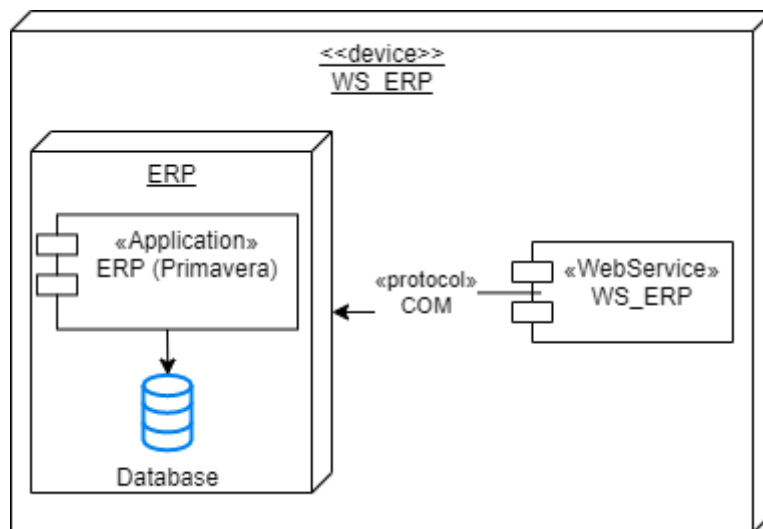 <<device>>
WS_ERP
ERP
«Application»
ERP (Primavera)
Database
«protocol»
COM
«WebService»
WS_ERP